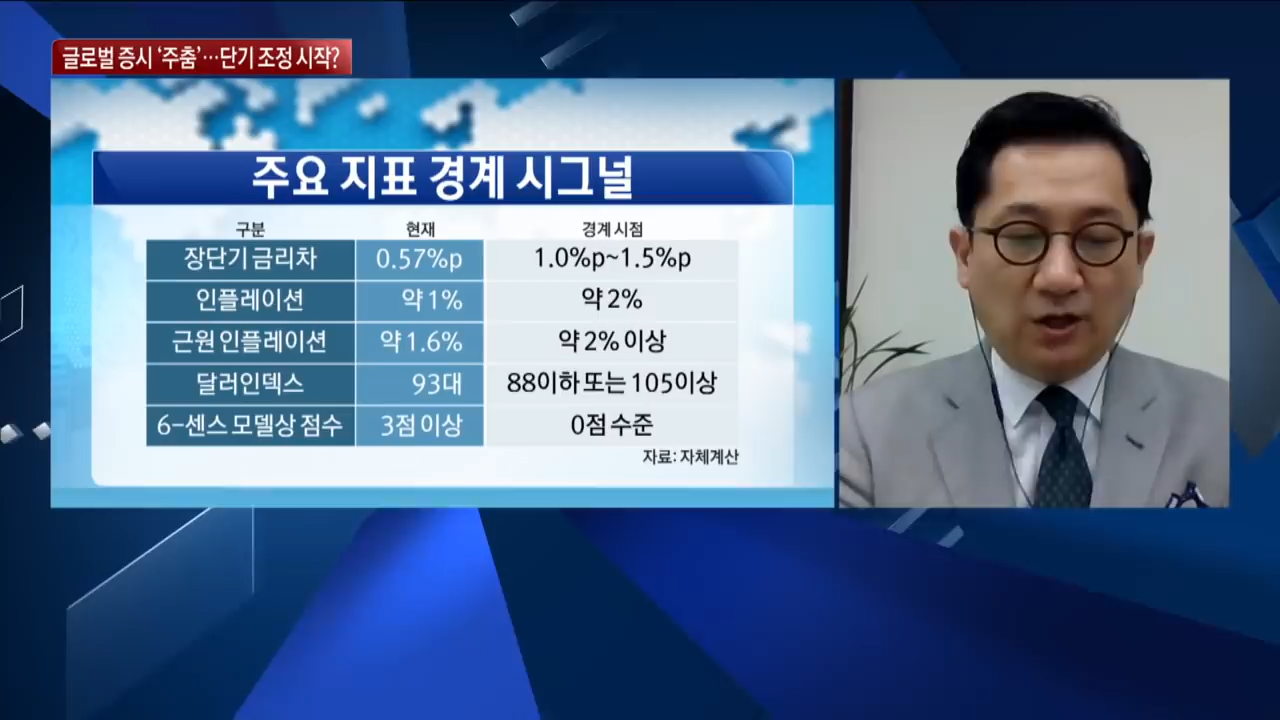 글로벌 증시 '주춤'…단기 조정 시작?
주요 지표 경계 시그널
구분 현재 경계 시점
장단기 금리차 0.57%p 1.0%p~1.5%p
인플레이션 약 1% 약 2%
근원 인플레이션 약 1.6% 약 2% 이상
달러인덱스 93대 88이하 또는 105이상
6-센스 모델상 점수 3점 이상 0점 수준
자료: 자체계산